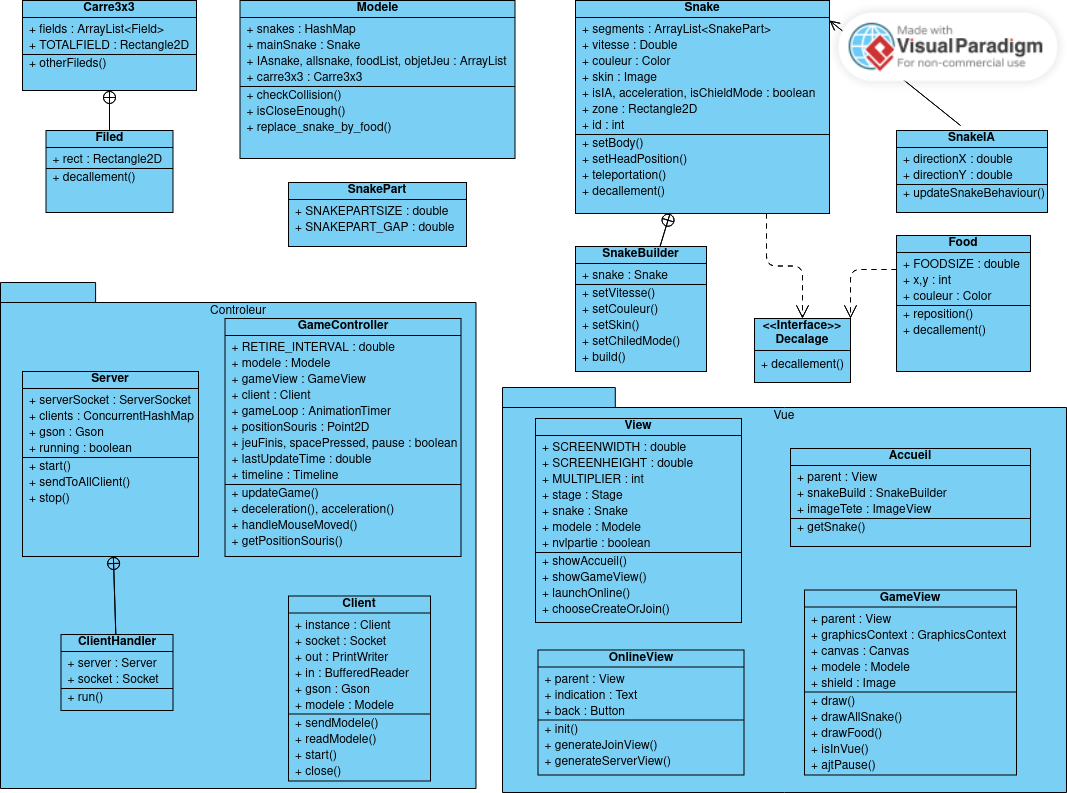 Carre3x3
+ fields : ArrayList<Field>
+ TOTALFIELD : Rectangle2D
+ otherFileds()
Filed
+ rect : Rectangle2D
+ decallement()
Modele
+ snakes : HashMap
+ mainSnake : Snake
+ IAsnake, allsnake, foodList, objetJeu : ArrayList
+ carre3x3 : Carre3x3
+ checkCollision()
+ isCloseEnough()
+ replace_snake_by_food()
SnakePart
+ SNAKEPARTSIZE : double
+ SNAKEPART_GAP : double
Snake
+ segments : ArrayList<SnakePart>
+ vitesse : Double
+ couleur : Color
+ skin : Image
+ isIA, acceleration, isChieldMode : boolean
+ zone : Rectangle2D
+ id : int
+ setBody()
+ setHeadPosition()
+ teleportation()
+ decallement()
Made with
VisualParadigm
For non-commercial use
SnakeIA
+ directionX : double
+ directionY : double
+ updateSnakeBehaviour()
SnakeBuilder
+ snake : Snake
+ setVitesse()
+ setCouleur()
+ setSkin()
+ setChiledMode()
+ build()
Food
+ FOODSIZE : double
+ x,y : int
+ couleur : Color
+ reposition()
+ decallement()
<<Interface>>
Decalage
+ decallement()
Controleur
GameController
+ RETIRE_INTERVAL : double
+ modele : Modele
+ gameView : GameView
+ client : Client
+ gameLoop : AnimationTimer
+ positionSouris : Point2D
+ jeuFinis, spacePressed, pause : boolean
+ lastUpdateTime : double
+ timeline : Timeline
+ updateGame()
+ deceleration(), acceleration()
+ handleMouseMoved()
+ getPositionSouris()
Server
+ serverSocket : ServerSocket
+ clients : ConcurrentHashMap
+ gson : Gson
+ running : boolean
+ start()
+ sendToAllClient()
+ stop()
ClientHandler
+ server : Server
+ socket : Socket
+ run()
Client
+ instance : Client
+ socket : Socket
+ out : PrintWriter
+ in : BufferedReader
+ gson : Gson
+ modele : Modele
+ sendModele()
+ readModele()
+ start()
+ close()
Vue
View
+ SCREENWIDTH : double
+ SCREENHEIGHT : double
+ MULTIPLIER : int
+ stage : Stage
+ snake : Snake
+ modele : Modele
+ nvlpartie : boolean
+ showAccueil()
+ showGameView()
+ launchOnline()
+ chooseCreateOrJoin()
Accueil
+ parent : View
+ snakeBuild : SnakeBuilder
+ imageTete : ImageView
+ getSnake()
OnlineView
+ parent : View
+ indication : Text
+ back : Button
+ init()
+ generateJoinView()
+ generateServerView()
GameView
+ parent : View
+ graphicsContext : GraphicsContext
+ canvas : Canvas
+ modele : Modele
+ shield : Image
+ draw()
+ drawAllSnake()
+ drawFood()
+ isInVue()
+ ajtPause()